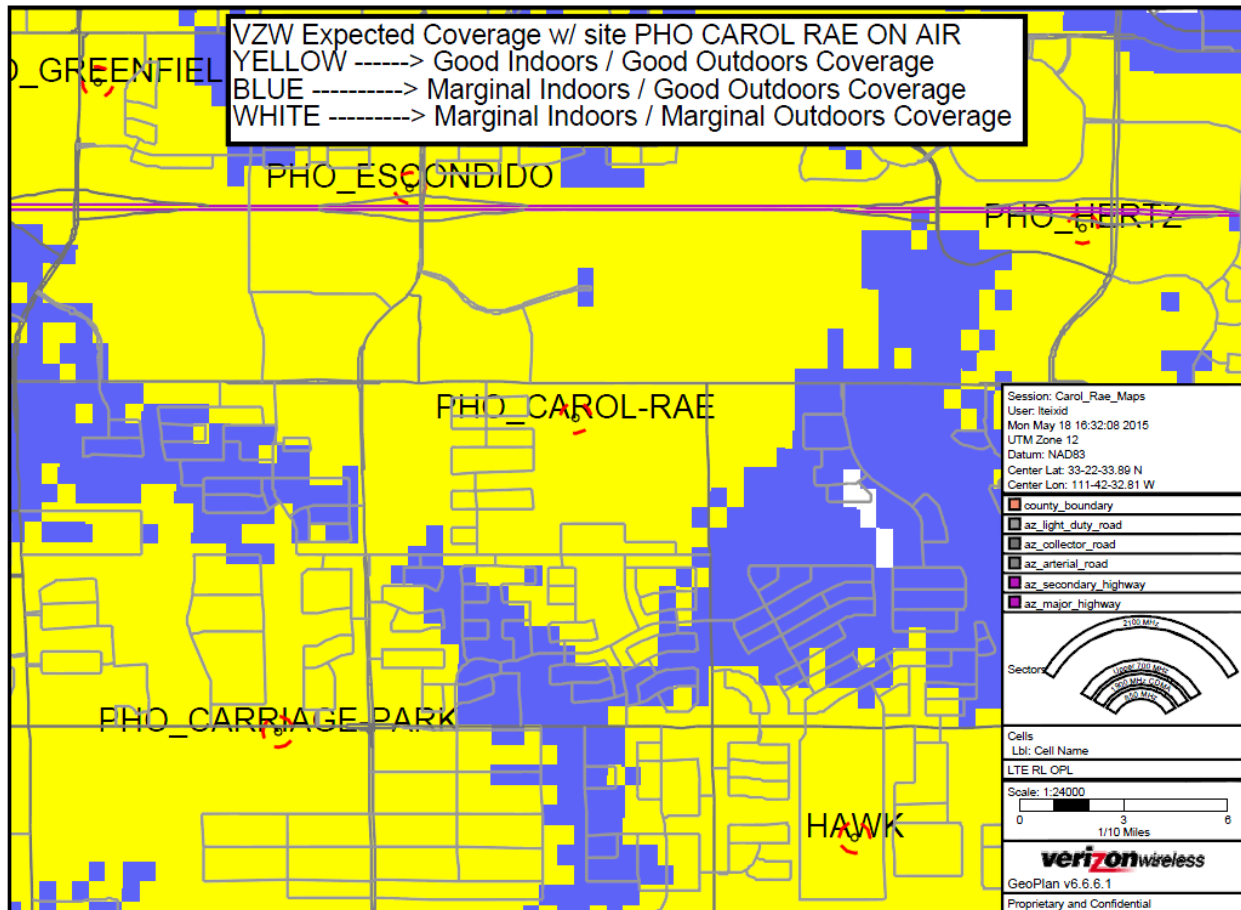 VZW Expected Coverage w/ site PHO CAROL RAE ON AIR
YELLOW ------> Good Indoors / Good Outdoors Coverage
BLUE ----------> Marginal Indoors / Good Outdoors Coverage
WHITE ---------> Marginal Indoors / Marginal Outdoors Coverage
O_GREENFIEL
PHO_ESCONDIDO
PHO_HERTZ
PHO_CAROL-RAE
PHO_CARRIAGE-PARK
HAWK
Session: Carol_Rae_Maps
User: lteixid
Mon May 18 16:32:08 2015
UTM Zone 12
Datum: NAD83
Center Lat: 33-22-33.89 N
Center Lon: 111-42-32.81 W
county_boundary
az_light_duty_road
az_collector_road
az_arterial_road
az_secondary_highway
az_major_highway
Sectors
2100 MHz
Upper 700 MHz
1900 MHz CDMA
850 MHz
Cells
Lbl: Cell Name
LTE RL OPL
Scale: 1:24000
0 3 6
1/10 Miles
verizonwireless
GeoPlan v6.6.6.1
Proprietary and Confidential